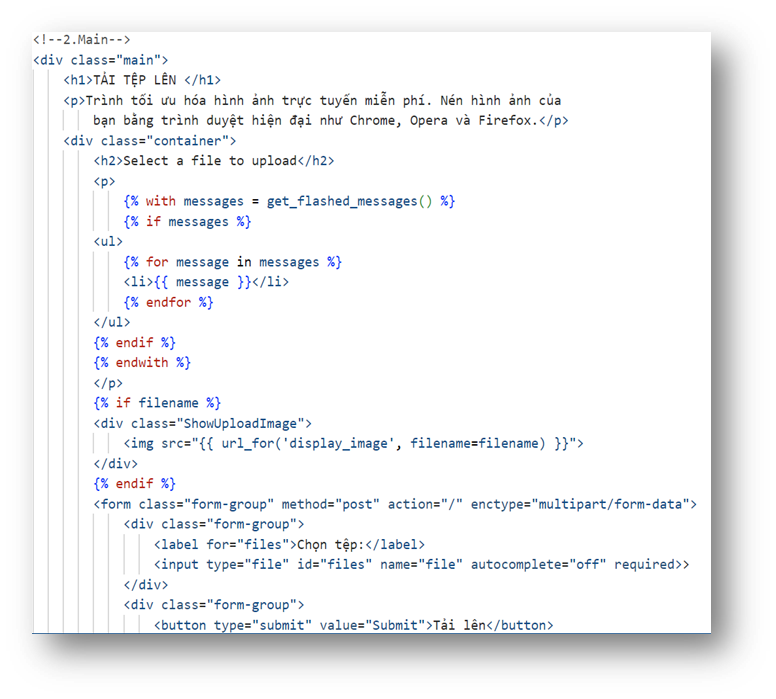 <!--2.Main-->
<div class="main">
<h1>TẢI TỆP LÊN </h1>
<p>Trình tối ưu hóa hình ảnh trực tuyến miễn phí. Nén hình ảnh của
bạn bằng trình duyệt hiện đại như Chrome, Opera và Firefox.</p>
<div class="container">
<h2>Select a file to upload</h2>
<p>
{% with messages = get_flashed_messages() %}
{% if messages %}
<ul>
{% for message in messages %}
<li>{{ message }}</li>
{% endfor %}
</ul>
{% endif %}
{% endwith %}
</p>
{% if filename %}
<div class="ShowUploadImage">
<img src="{{ url_for('display_image', filename=filename) }}">
</div>
{% endif %}
<form class="form-group" method="post" action="/" enctype="multipart/form-data">
<div class="form-group">
<label for="files">Chọn tệp:</label>
<input type="file" id="files" name="file" autocomplete="off" required>>
</div>
<div class="form-group">
<button type="submit" value="Submit">Tải lên</button>